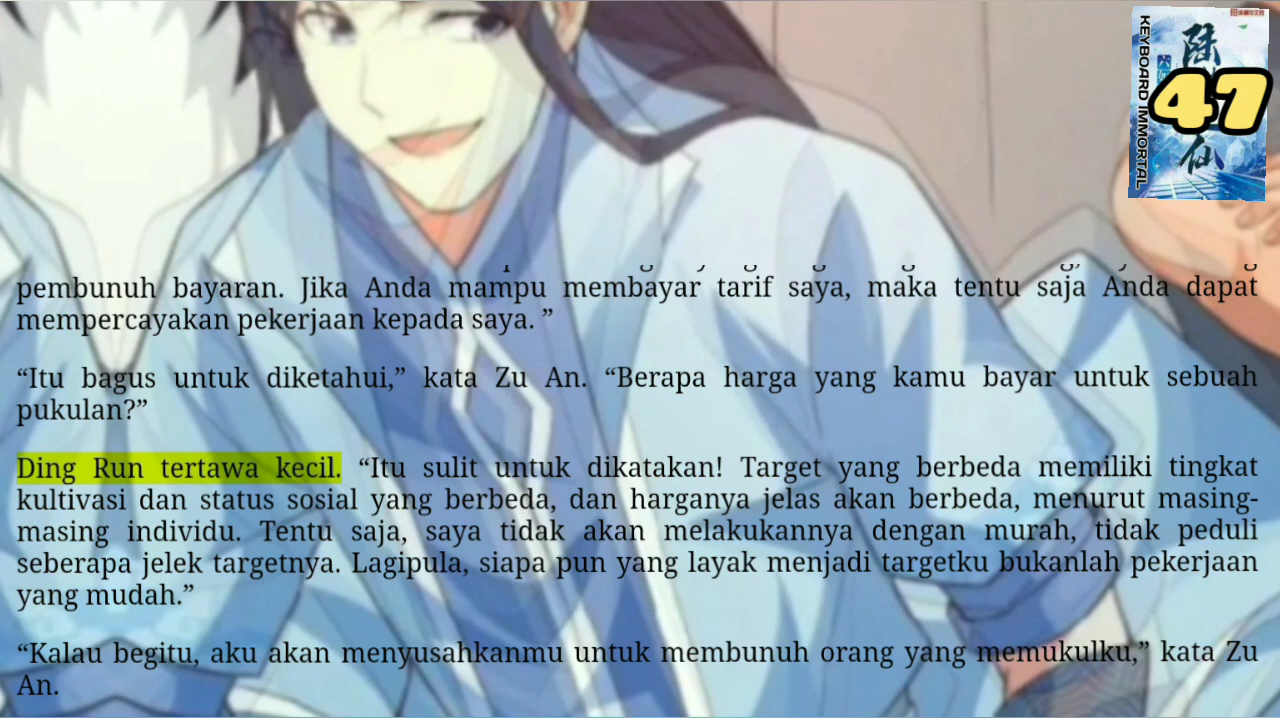 KEYBOARD IMMORTAL
47
pembunuh bayaran. Jika Anda mampu membayar tarif saya, maka tentu saja Anda dapat
mempercayakan pekerjaan kepada saya. ”
“Itu bagus untuk diketahui,” kata Zu An. “Berapa harga yang kamu bayar untuk sebuah
pukulan?”
Ding Run tertawa kecil. “Itu sulit untuk dikatakan! Target yang berbeda memiliki tingkat
kultivasi dan status sosial yang berbeda, dan harganya jelas akan berbeda, menurut masing-
masing individu. Tentu saja, saya tidak akan melakukannya dengan murah, tidak peduli
seberapa jelek targetnya. Lagipula, siapa pun yang layak menjadi targetku bukanlah pekerjaan
yang mudah.”
“Kalau begitu, aku akan menyusahkanmu untuk membunuh orang yang memukulku,” kata Zu
An.